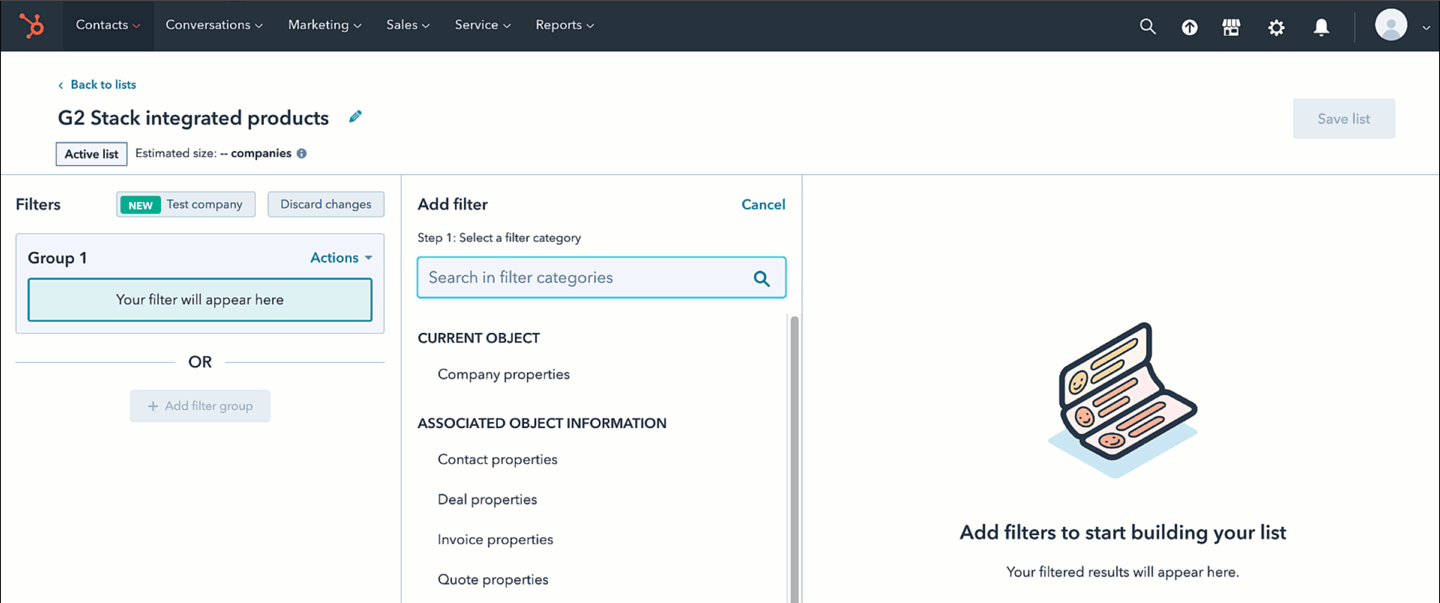 Contacts Conversations Marketing Sales Service Reports
Back to lists
G2 Stack integrated products
Save list
Active list Estimated size: -- companies
Filters NEW Test company Discard changes
Group 1 Actions
Your filter will appear here
OR
+ Add filter group
Add filter Cancel
Step 1: Select a filter category
Search in filter categories
CURRENT OBJECT
Company properties
ASSOCIATED OBJECT INFORMATION
Contact properties
Deal properties
Invoice properties
Quote properties
Add filters to start building your list
Your filtered results will appear here.